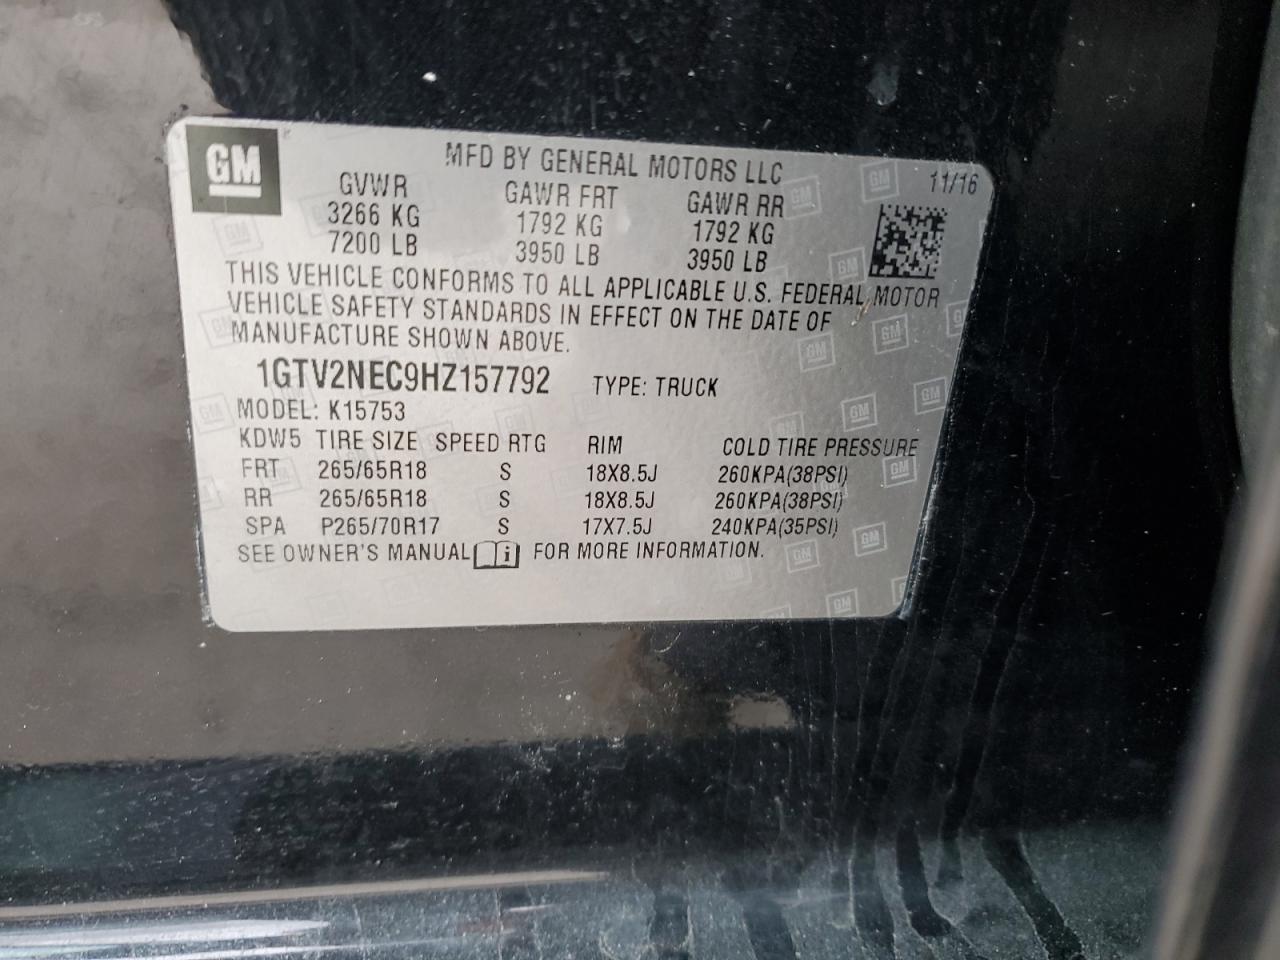 GM
MFD BY GENERAL MOTORS LLC
11/16
GVWR GAWR FRT GAWR RR
3266 KG 1792 KG 1792 KG
7200 LB 3950 LB 3950 LB
THIS VEHICLE CONFORMS TO ALL APPLICABLE U.S. FEDERAL MOTOR
VEHICLE SAFETY STANDARDS IN EFFECT ON THE DATE OF
MANUFACTURE SHOWN ABOVE.
1GTV2NEC9HZ157792 TYPE: TRUCK
MODEL: K15753
KDW5 TIRE SIZE SPEED RTG RIM COLD TIRE PRESSURE
FRT 265/65R18 S 18X8.5J 260KPA(38PSI)
RR 265/65R18 S 18X8.5J 260KPA(38PSI)
SPA P265/70R17 S 17X7.5J 240KPA(35PSI)
SEE OWNER'S MANUAL i FOR MORE INFORMATION.